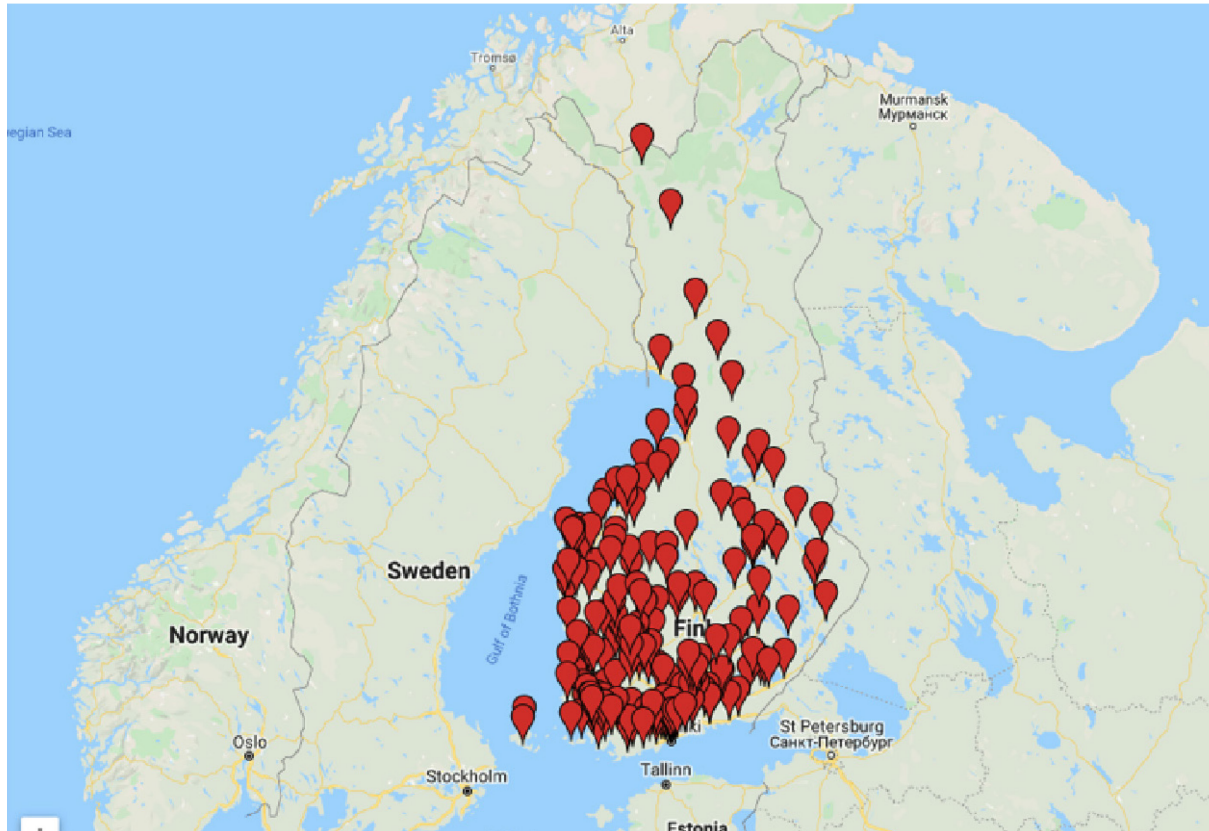 Alta
Tromsø
Murmansk
Мурманск
egian Sea
Sweden
Gulf of Bothnia
Norway
Fin
ki
St Petersburg
Санкт-Петербург
Oslo
Stockholm
Tallinn
Estonia